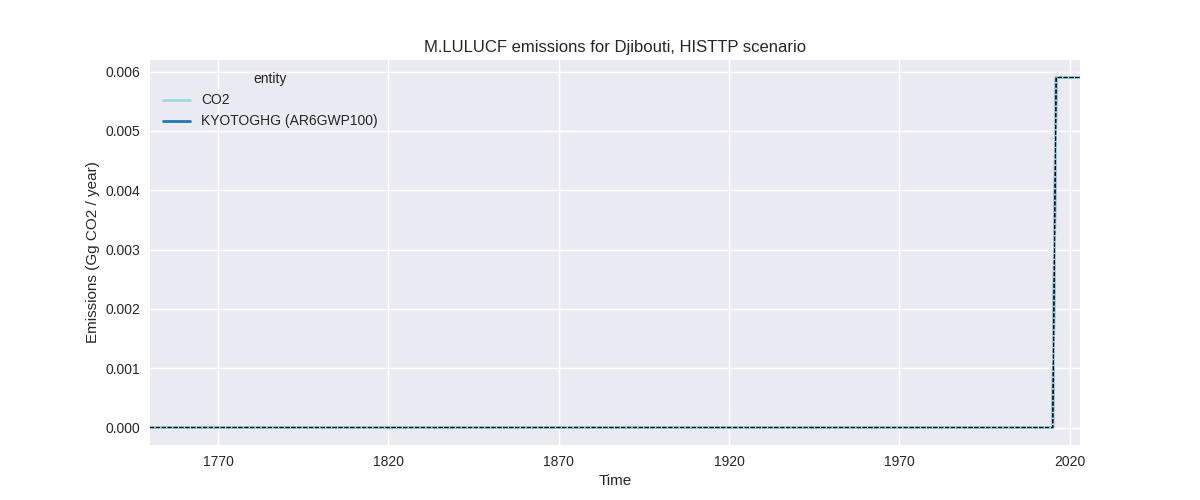 M.LULUCF emissions for Djibouti, HISTTP scenario
entity
CO2
KYOTOGHG (AR6GWP100)
Emissions (Gg CO2 / year)
0.006
0.005
0.004
0.003
0.002
0.001
0.000
1770 1820 1870 1920 1970 2020
Time